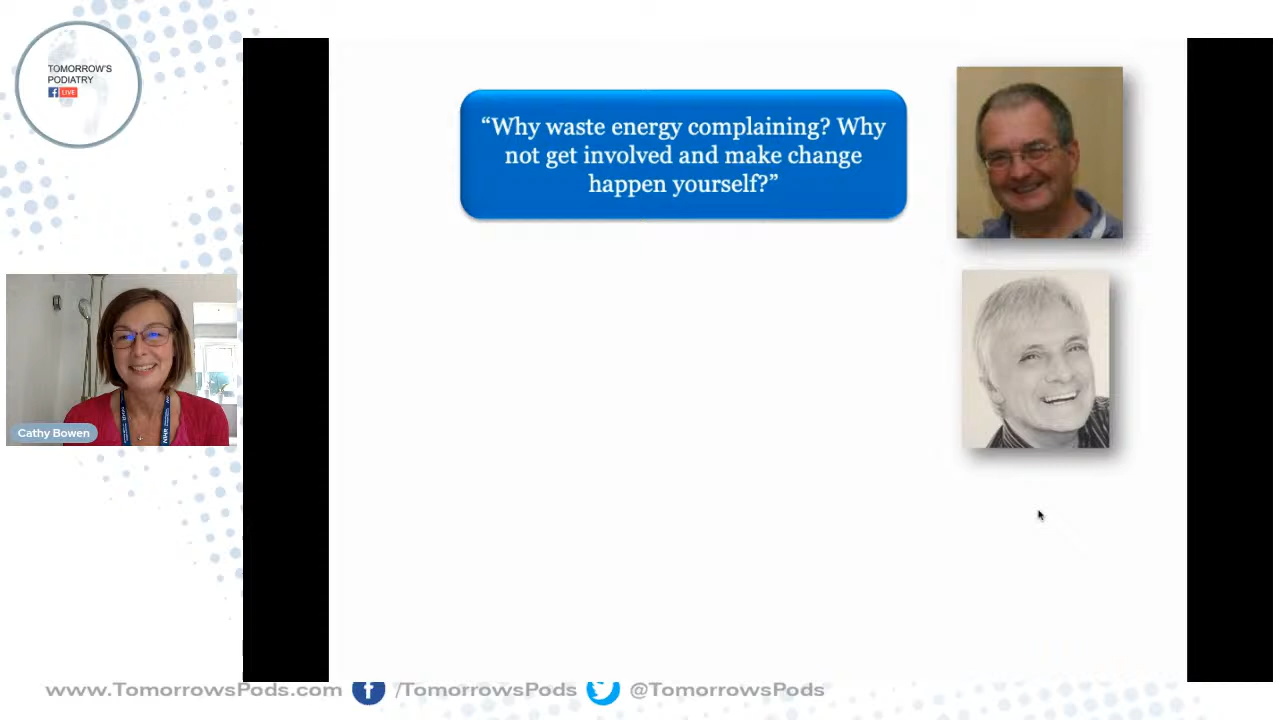 TOMORROW'S
PODIATRY
LIVE
“Why waste energy complaining? Why
not get involved and make change
happen yourself?”
Cathy Bowen
www.TomorrowsPods.com /TomorrowsPods @TomorrowsPods